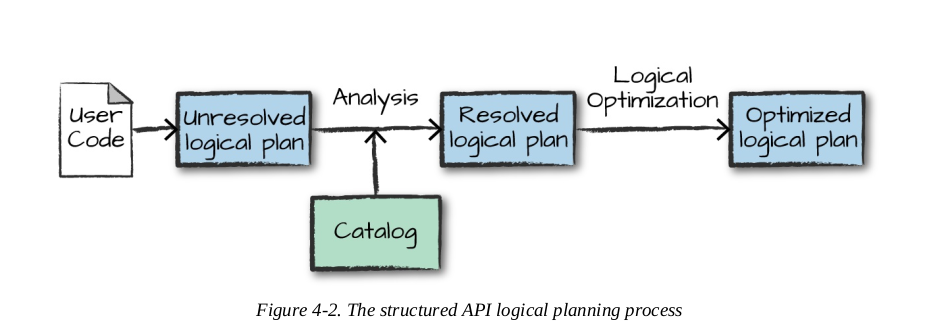 User
Code
Unresolved
logical plan
Analysis
Catalog
Resolved
logical plan
Logical
Optimization
Optimized
logical plan
Figure 4-2. The structured API logical planning process